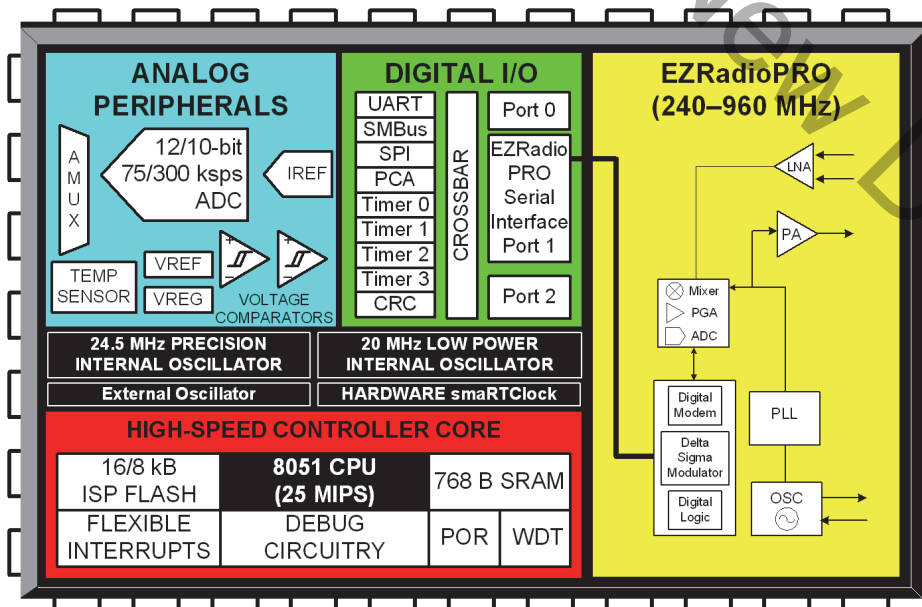 ANALOG
PERIPHERALS
A
M
U
X
12/10-bit
75/300 ksps
ADC
IREF
TEMP
SENSOR
VREF
VREG
+
–
+
–
VOLTAGE
COMPARATORS
DIGITAL I/O
UART
SMBus
SPI
PCA
Timer 0
Timer 1
Timer 2
Timer 3
CRC
CROSSBAR
Port 0
EZRadio
PRO
Serial
Interface
Port 1
Port 2
EZRadioPRO
(240–960 MHz)
LNA
PA
Mixer
PGA
ADC
Digital
Modem
Delta
Sigma
Modulator
Digital
Logic
PLL
OSC
24.5 MHz PRECISION
INTERNAL OSCILLATOR
20 MHz LOW POWER
INTERNAL OSCILLATOR
External Oscillator
HARDWARE smaRTClock
HIGH-SPEED CONTROLLER CORE
16/8 kB
ISP FLASH
8051 CPU
(25 MIPS)
768 B SRAM
FLEXIBLE
INTERRUPTS
DEBUG
CIRCUITRY
POR
WDT